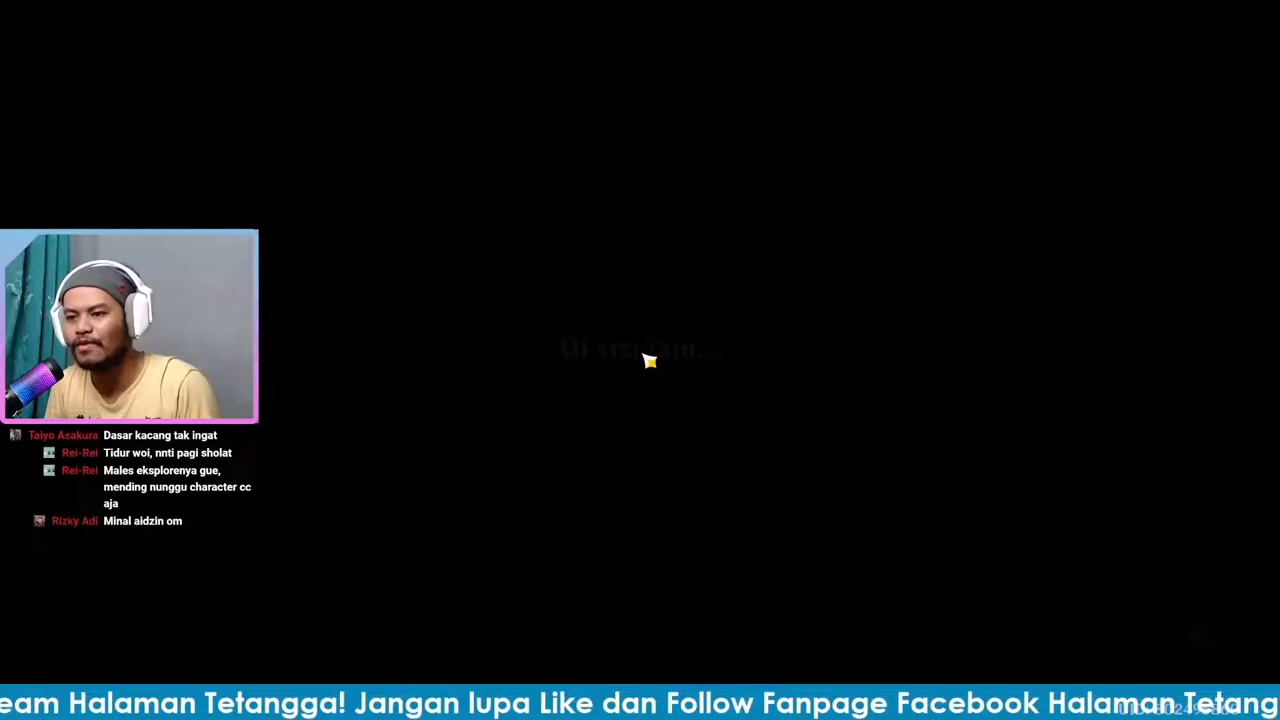 Taiyo Asakura Dasar kacang tak ingat
Rei-Rei Tidur woi, nnti pagi sholat
Rei-Rei Males eksplorenya gue,
mending nunggu character cc
aja
Rizky Adi Minal aidzin om
eam Halaman Tetangga! Jangan lupa Like dan Follow Fanpage Facebook Halaman Tetang